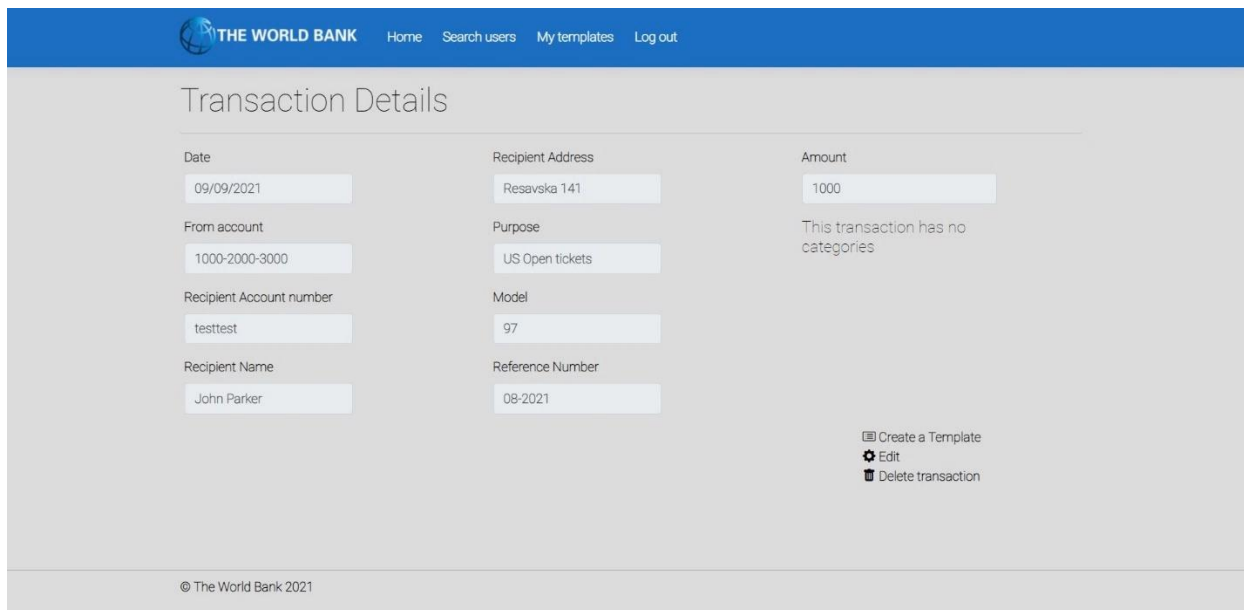 THE WORLD BANK Home Search users My templates Log out
Transaction Details
Date
09/09/2021
From account
1000-2000-3000
Recipient Account number
testtest
Recipient Name
John Parker
Recipient Address
Resavska 141
Purpose
US Open tickets
Model
97
Reference Number
08-2021
Amount
1000
This transaction has no
categories
Create a Template
Edit
Delete transaction
© The World Bank 2021